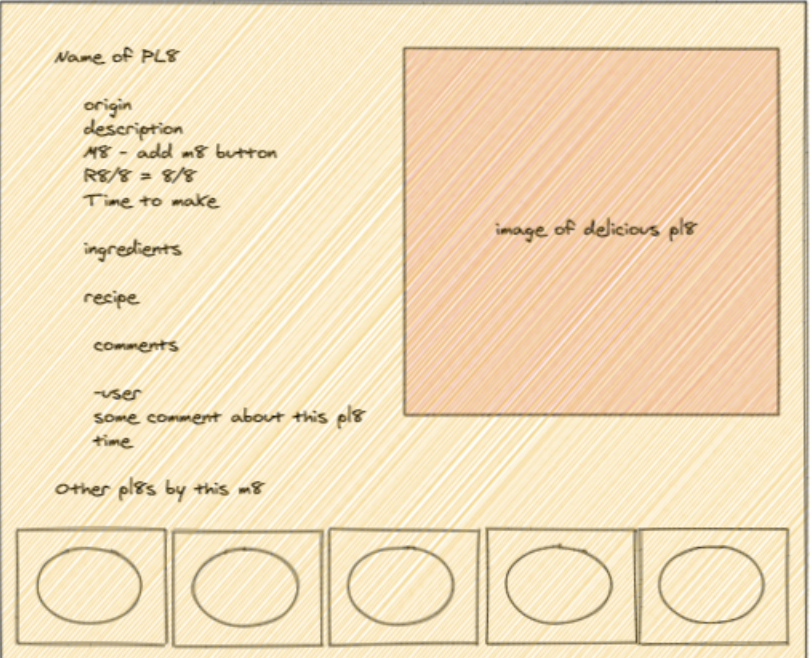 Name of PL8
origin
description
M8 - add m8 button
R8/8 = 8/8
Time to make
ingredients
recipe
comments
-user
some comment about this pl8
time
image of delicious pl8
Other pl8s by this m8